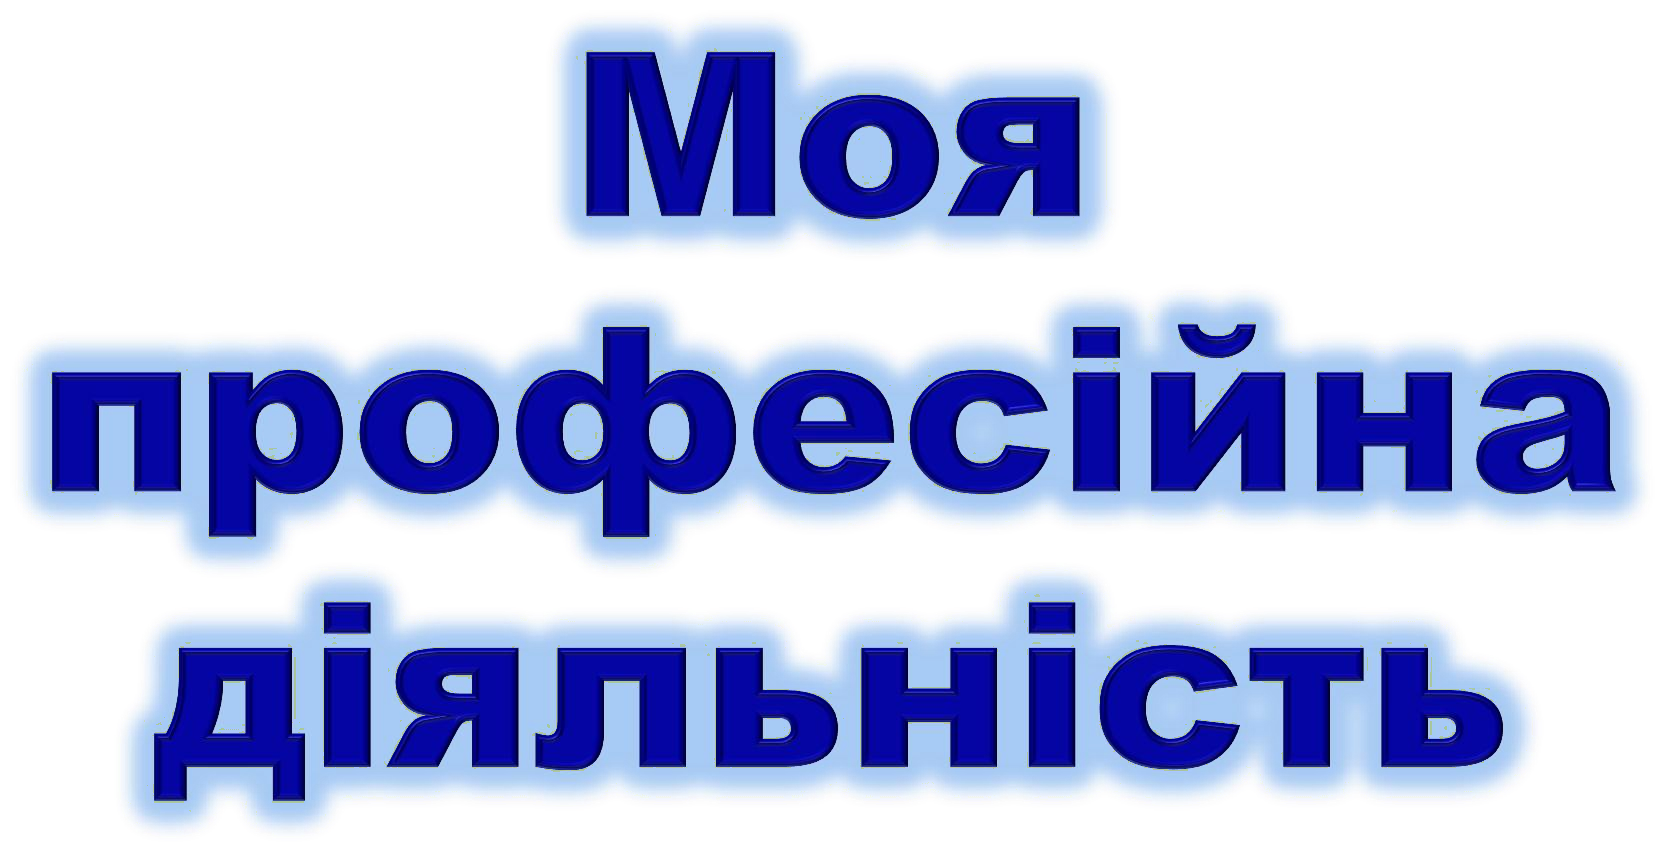 Моя
професійна
діяльність